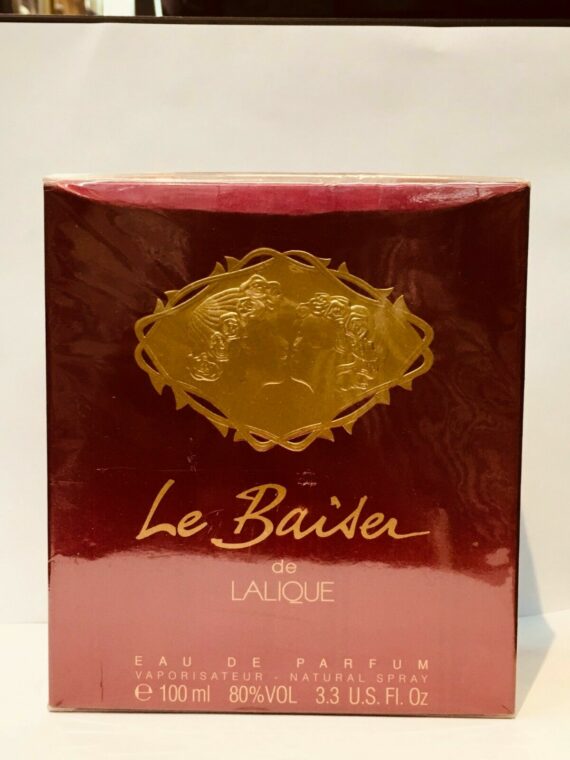 Le Baiser
de
LALIQUE
EAU DE PARFUM
VAPORISATEUR - NATURAL SPRAY
℮ 100 ml 80%VOL 3.3 U.S. Fl. Oz